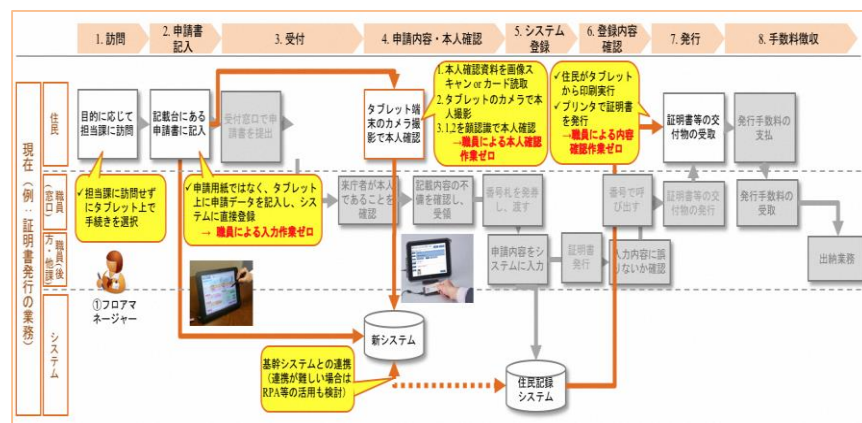 1. 訪問
2. 申請書
記入
3. 受付
4. 申請内容・本人確認
5. システム
登録
6. 登録内容
確認
7. 発行
8. 手数料徴収
現在(例:証明書発行の業務)
住民
目的に応じて
担当課に訪問
記載台にある
申請書に記入
受付窓口で申
請書を提出
タブレット端
末のカメラ撮
影で本人確認
1. 本人確認資料を画像ス
キャン or カード読取
2. タブレットのカメラで本
人撮影
3. 1,2を顔認識で本人確認
→職員による本人確認
作業ゼロ
✓住民がタブレット
から印刷実行
✓プリンタで証明書
を発行
→職員による内容
確認作業ゼロ
証明書等の交
付物の受取
発行手数料の
支払
✓担当課に訪問せず
にタブレット上で
手続きを選択
✓申請用紙ではなく、タブレット
上に申請データを記入し、シス
テムに直接登録
→ 職員による入力作業ゼロ
職員
(窓口)
来庁者が本人
であることを
確認
記載内容の不
備を確認し、
受領
番号札を発券
し、渡す
番号で呼
び出す
証明書等の交
付物の発行
発行手数料の
受取
職員(後
方・他課)
申請内容をシ
ステムに入力
証明書
発行
入力内容に誤
りないか確認
出納業務
①フロアマ
ネージャー
システム
新システム
基幹システムとの連携
(連携が難しい場合は
RPA等の活用も検討)
住民記録
システム